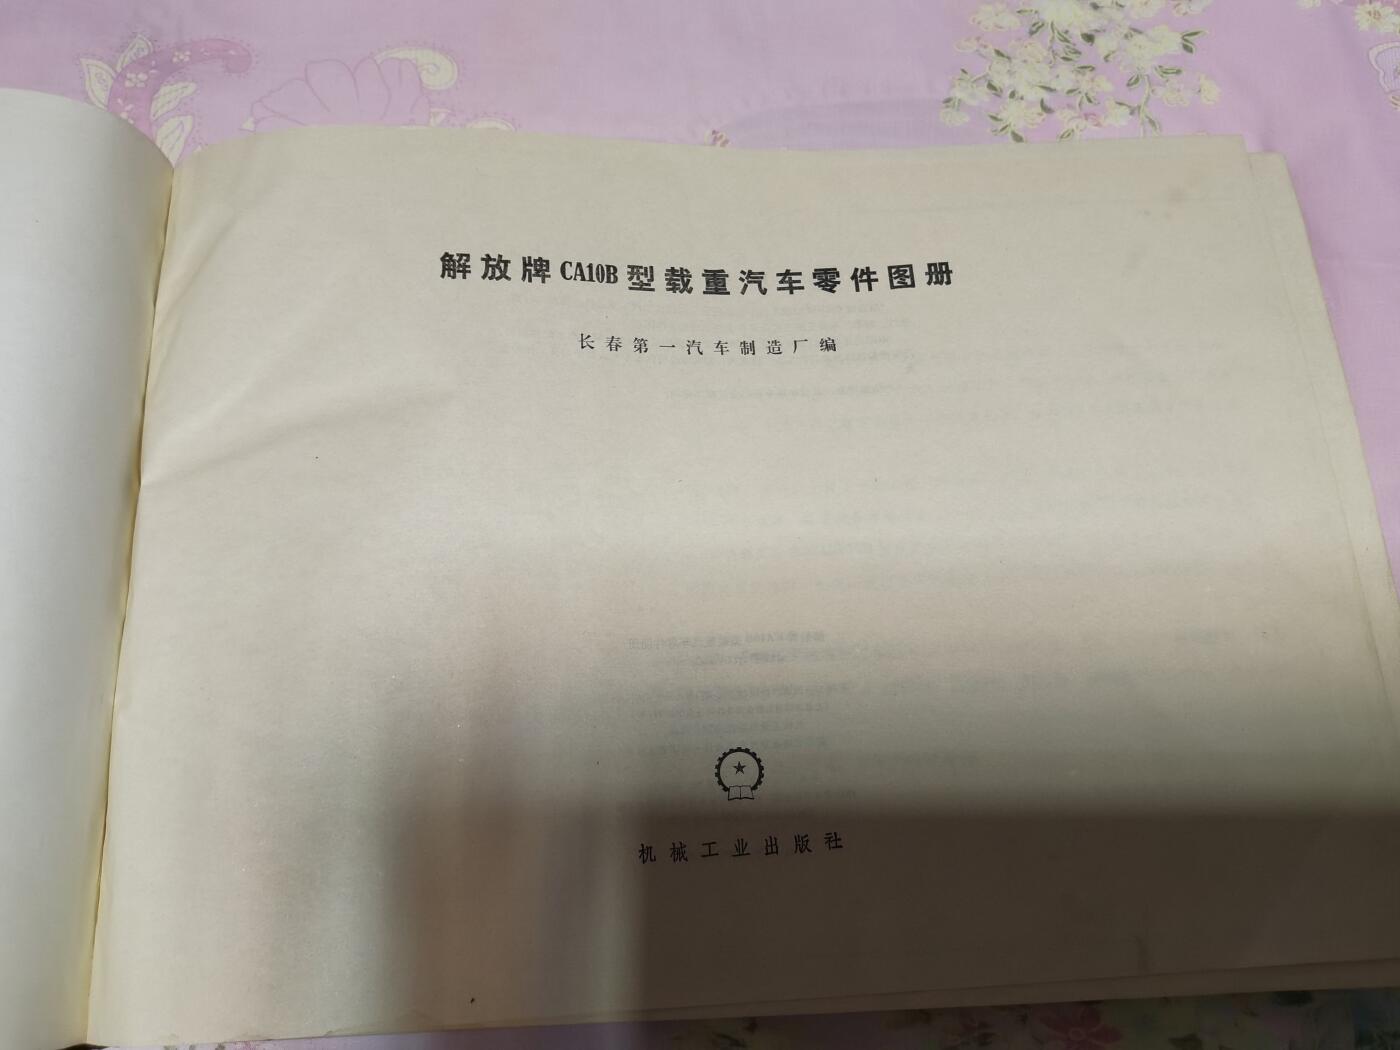 解放牌CA10B型载重汽车零件图册
长春第一汽车制造厂编
机械工业出版社